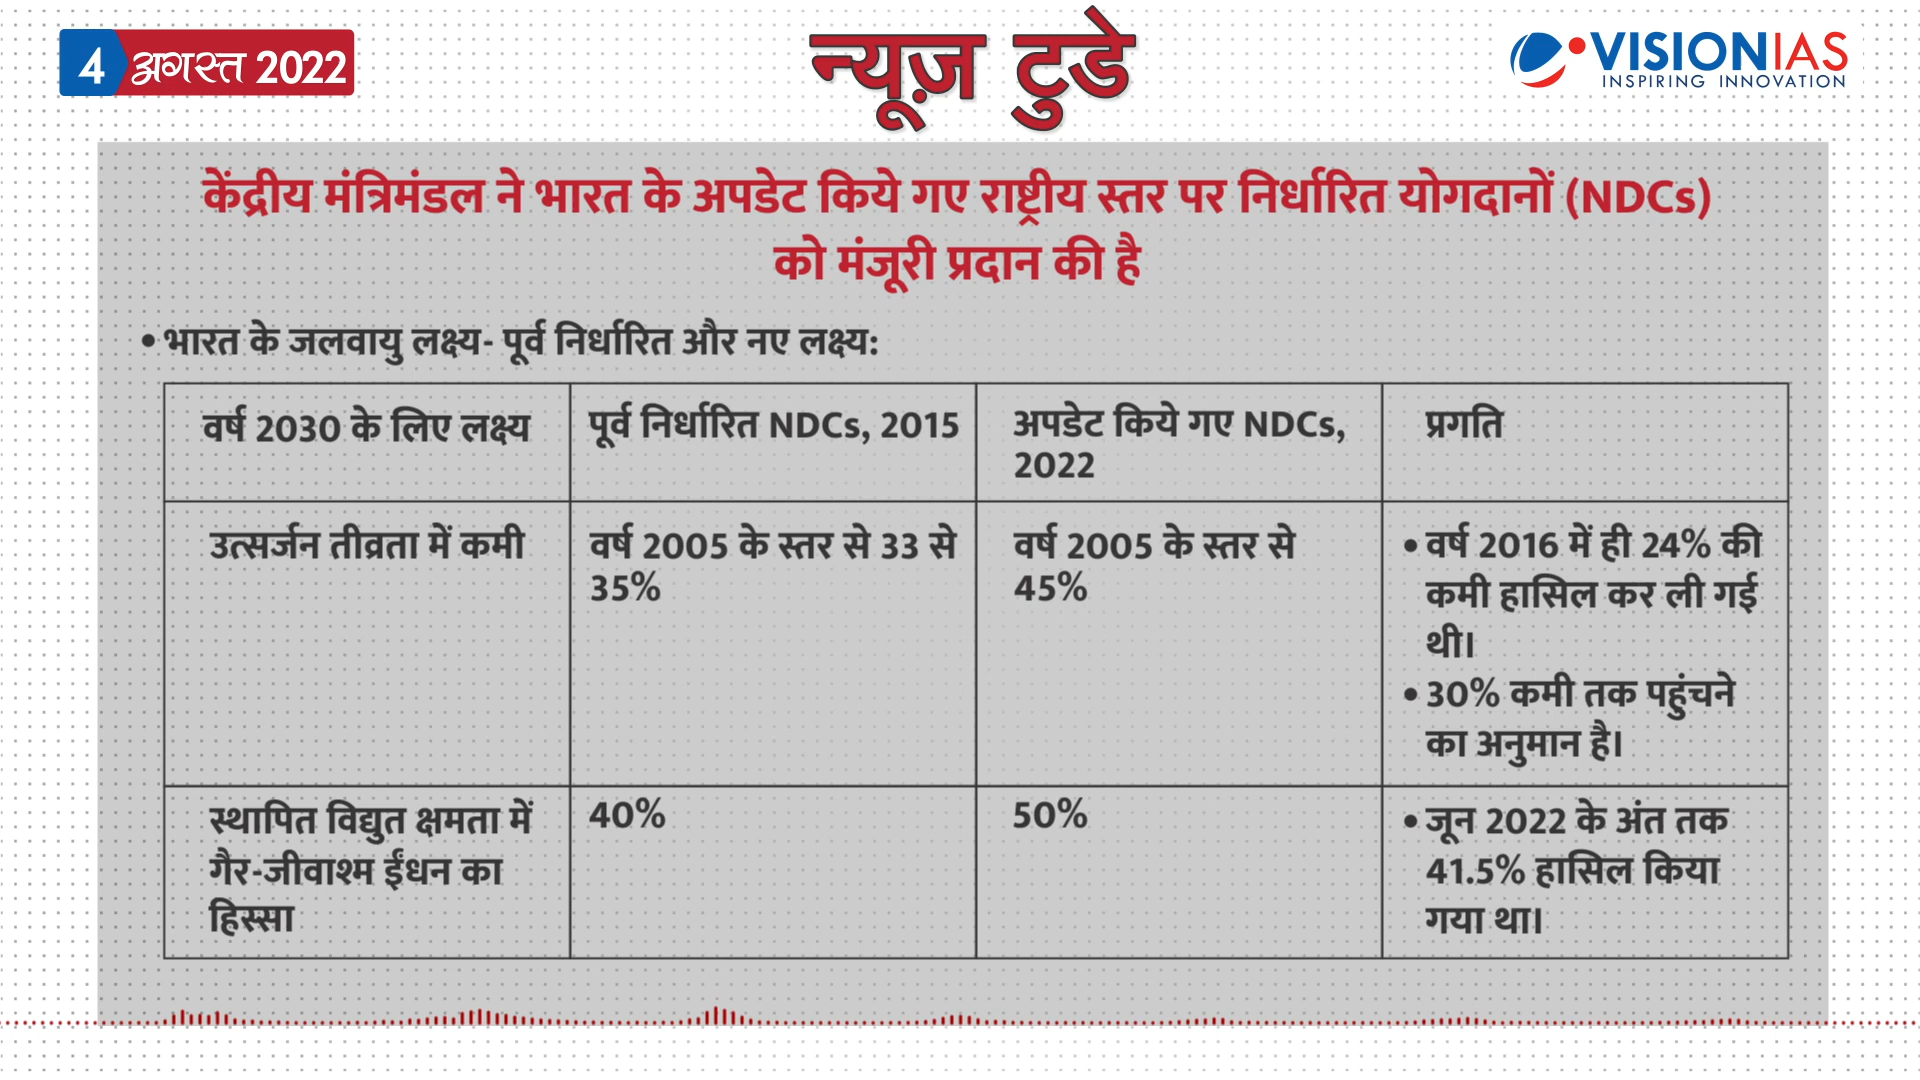 4 अगस्त 2022
न्यूज़ टुडे
VISIONIAS
INSPIRING INNOVATION
केंद्रीय मंत्रिमंडल ने भारत के अपडेट किये गए राष्ट्रीय स्तर पर निर्धारित योगदानों (NDCs)
को मंजूरी प्रदान की है
• भारत के जलवायु लक्ष्य- पूर्व निर्धारित और नए लक्ष्य:
वर्ष 2030 के लिए लक्ष्य
पूर्व निर्धारित NDCs, 2015
अपडेट किये गए NDCs,
2022
प्रगति
उत्सर्जन तीव्रता में कमी
वर्ष 2005 के स्तर से 33 से
35%
वर्ष 2005 के स्तर से
45%
• वर्ष 2016 में ही 24% की
कमी हासिल कर ली गई
थी।
• 30% कमी तक पहुंचने
का अनुमान है।
स्थापित विद्युत क्षमता में
गैर-जीवाश्म ईंधन का
हिस्सा
40%
50%
• जून 2022 के अंत तक
41.5% हासिल किया
गया था।